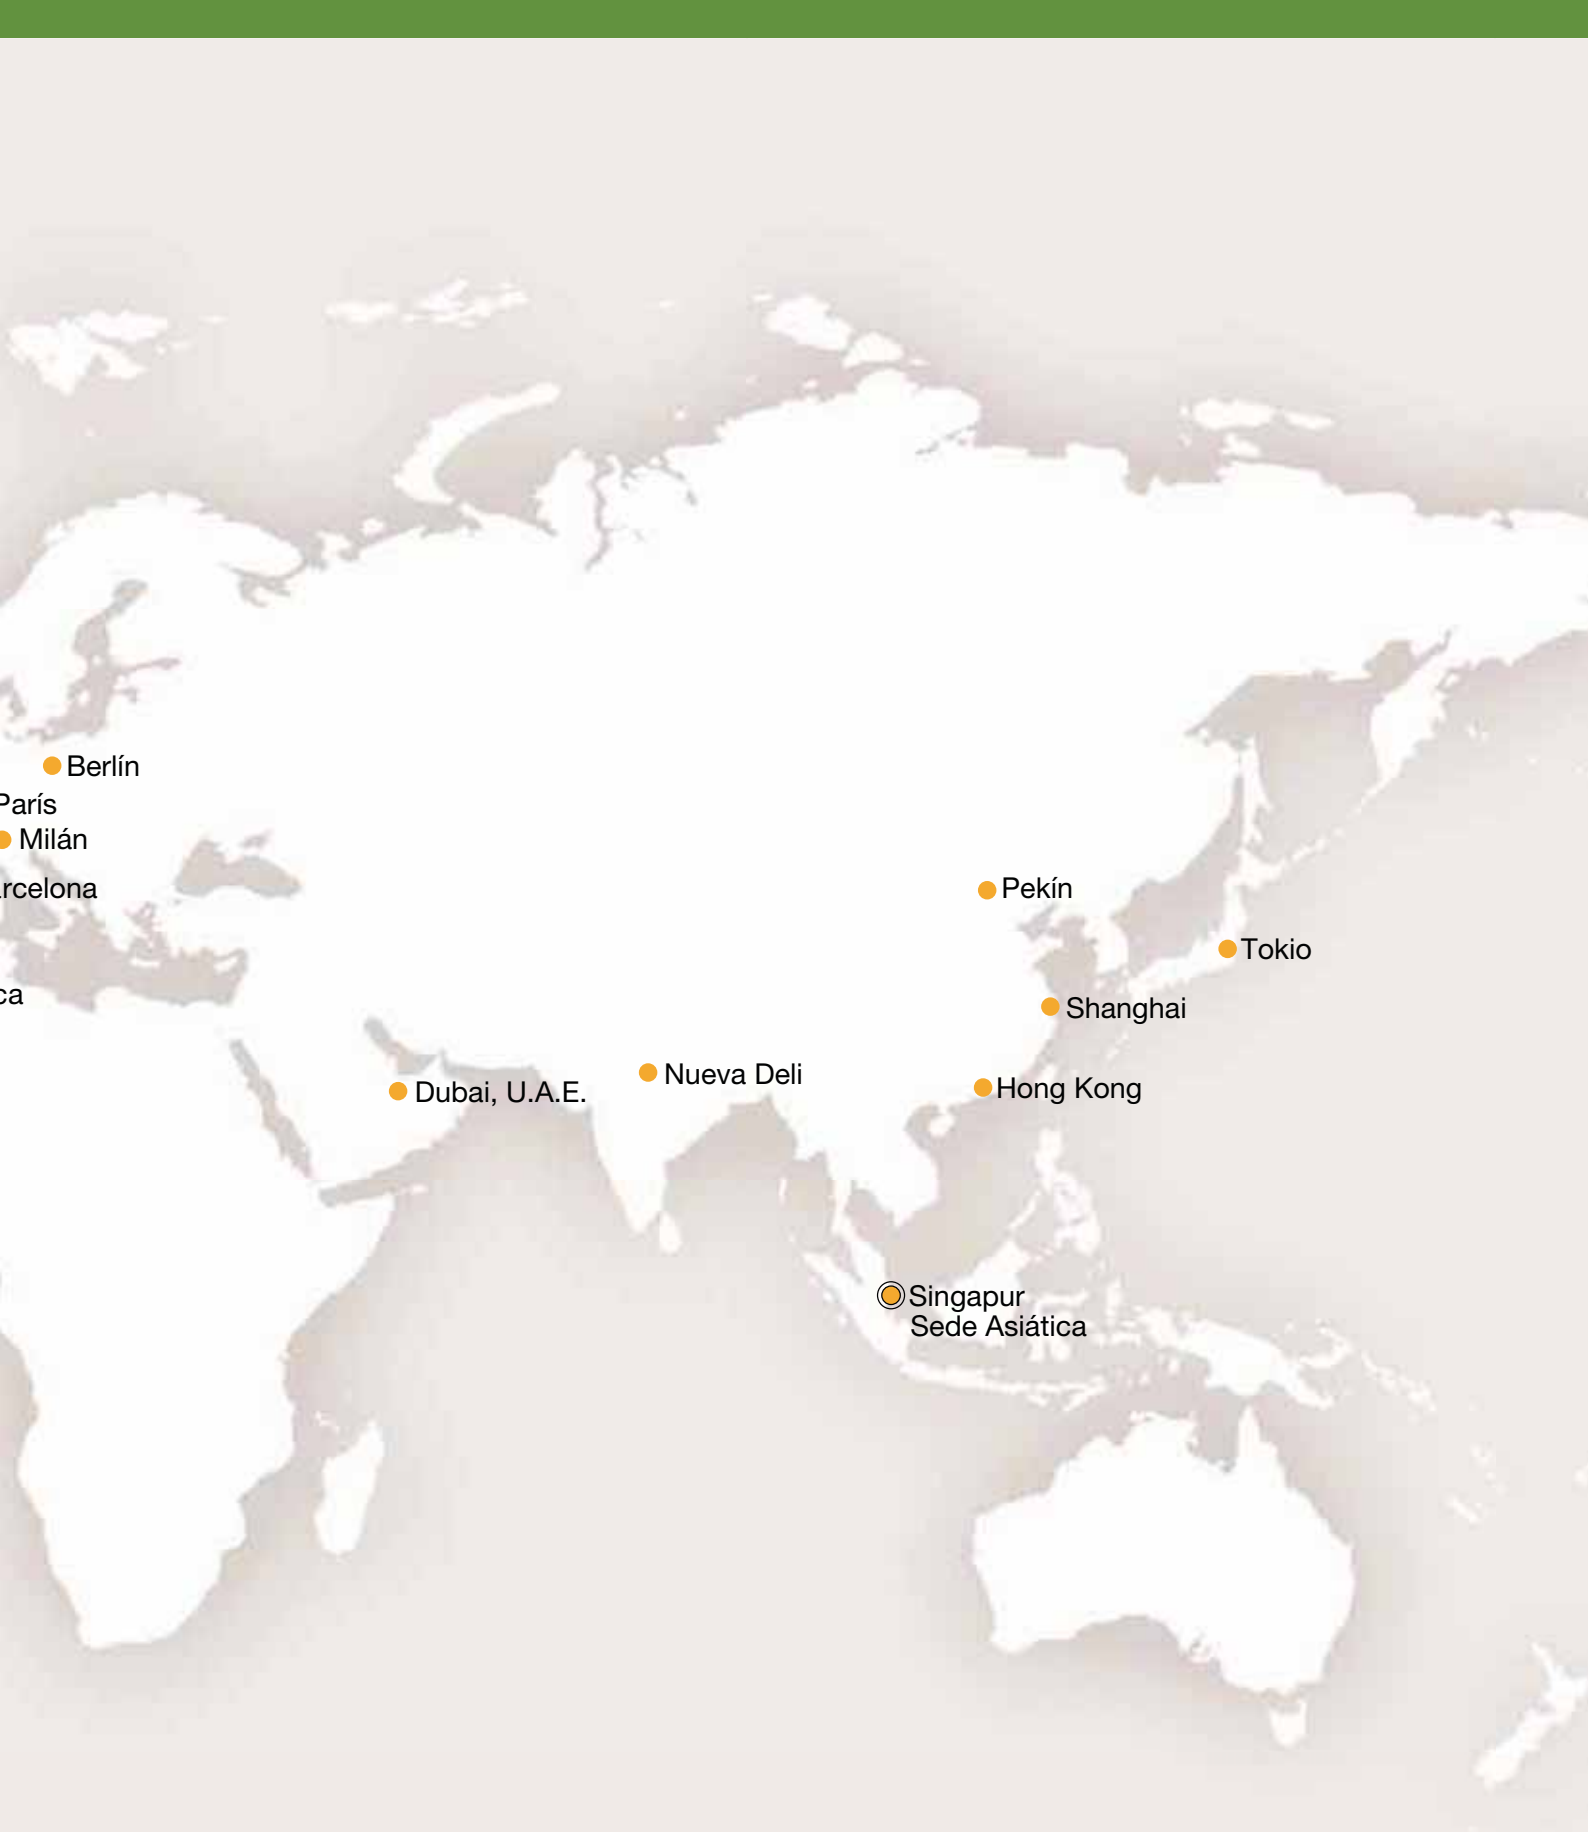 Berlín
París
Milán
rcelona
Pekín
Tokio
ca
Shanghai
Nueva Deli
Hong Kong
Dubai, U.A.E.
Singapur
Sede Asiática